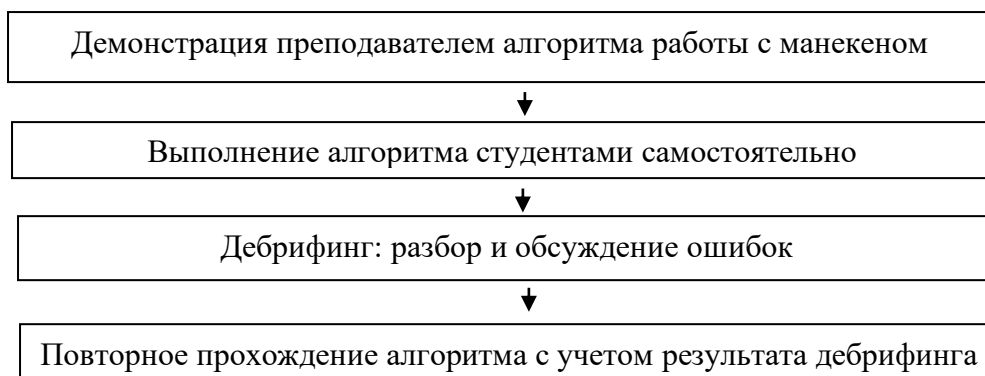 Демонстрация преподавателем алгоритма работы с манекеном
Выполнение алгоритма студентами самостоятельно
Дебрифинг: разбор и обсуждение ошибок
Повторное прохождение алгоритма с учетом результата дебрифинга